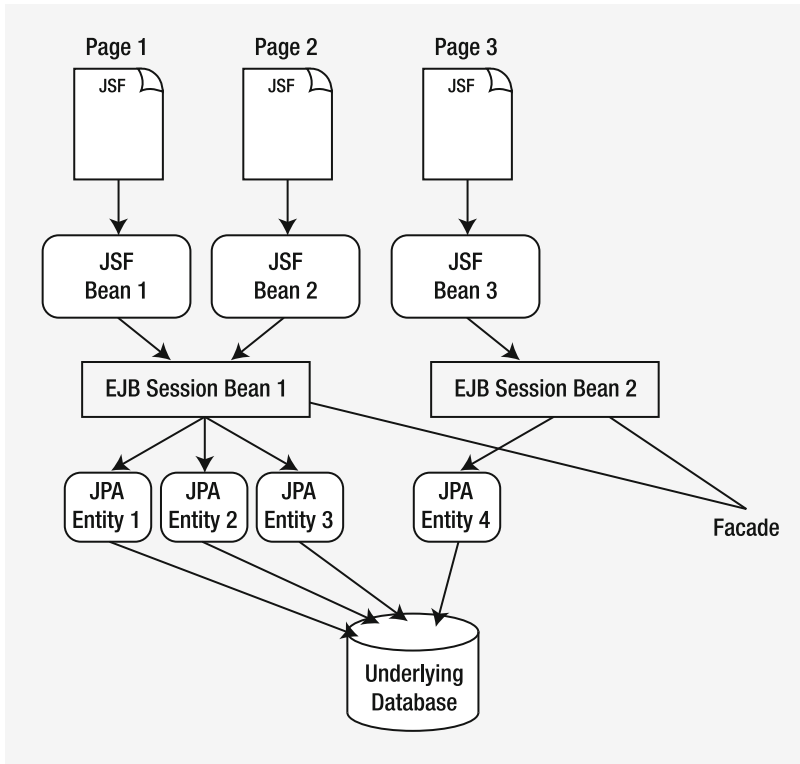 Page 1
Page 2
Page 3
JSF
JSF
JSF
JSF
Bean 1
JSF
Bean 2
JSF
Bean 3
EJB Session Bean 1
EJB Session Bean 2
JPA
Entity 1
JPA
Entity 2
JPA
Entity 3
JPA
Entity 4
Facade
Underlying
Database